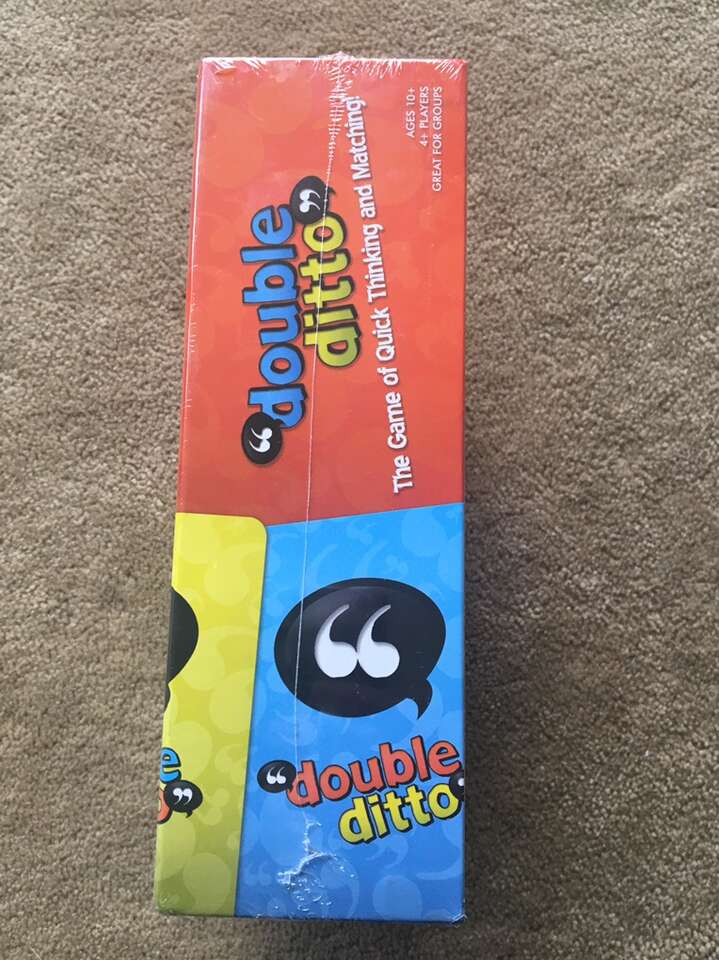 “double
ditto”
The Game of Quick Thinking and Matching!
AGES 10+
4+ PLAYERS
GREAT FOR GROUPS
“double
ditto